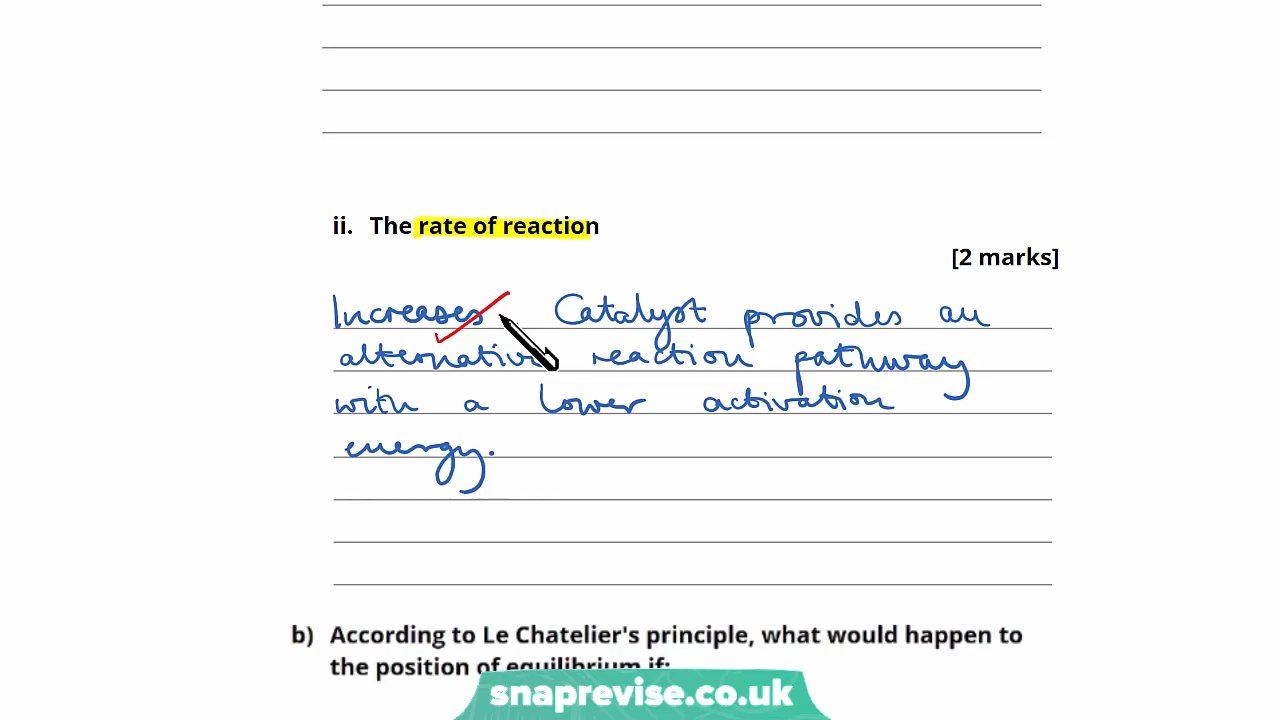 ii. The rate of reaction
[2 marks]
Increases Catalyst provides an
alternative reaction pathway
with a lower activation
energy.
b) According to Le Chatelier's principle, what would happen to
the position of equilibrium if:
snaprevise.co.uk